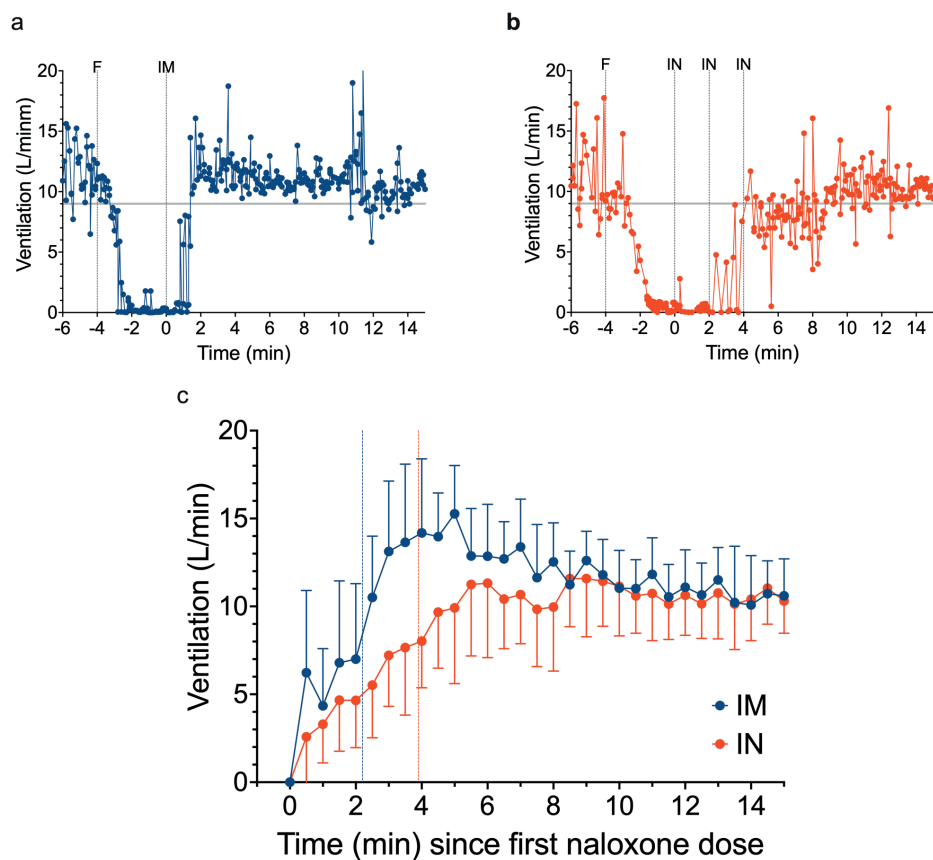 a
F IM
20
15
10
5
0
Ventilation (L/minm)
-6 -4 -2 0 2 4 6 8 10 12 14
Time (min)
b
F IN IN IN
20
15
10
5
0
Ventilation (L/min)
-6 -4 -2 0 2 4 6 8 10 12 14
Time (min)
c
20
15
10
5
0
Ventilation (L/min)
IM
IN
0 2 4 6 8 10 12 14
Time (min) since first naloxone dose